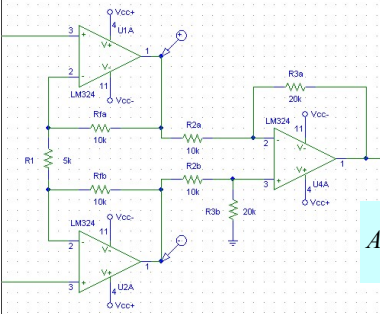 Vcc+
4
U1A
3
+
V+
1
+
2
-
V-
11
LM324
Vcc-
Rfa
10k
R1
5k
Rfb
10k
LM324
Vcc-
11
2
-
V-
1
-
3
+
V+
4
U2A
Vcc+
R2a
10k
R2b
10k
R3a
20k
Vcc-
11
2
-
V-
1
3
+
V+
4
U4A
LM324
Vcc+
R3b
20k
A